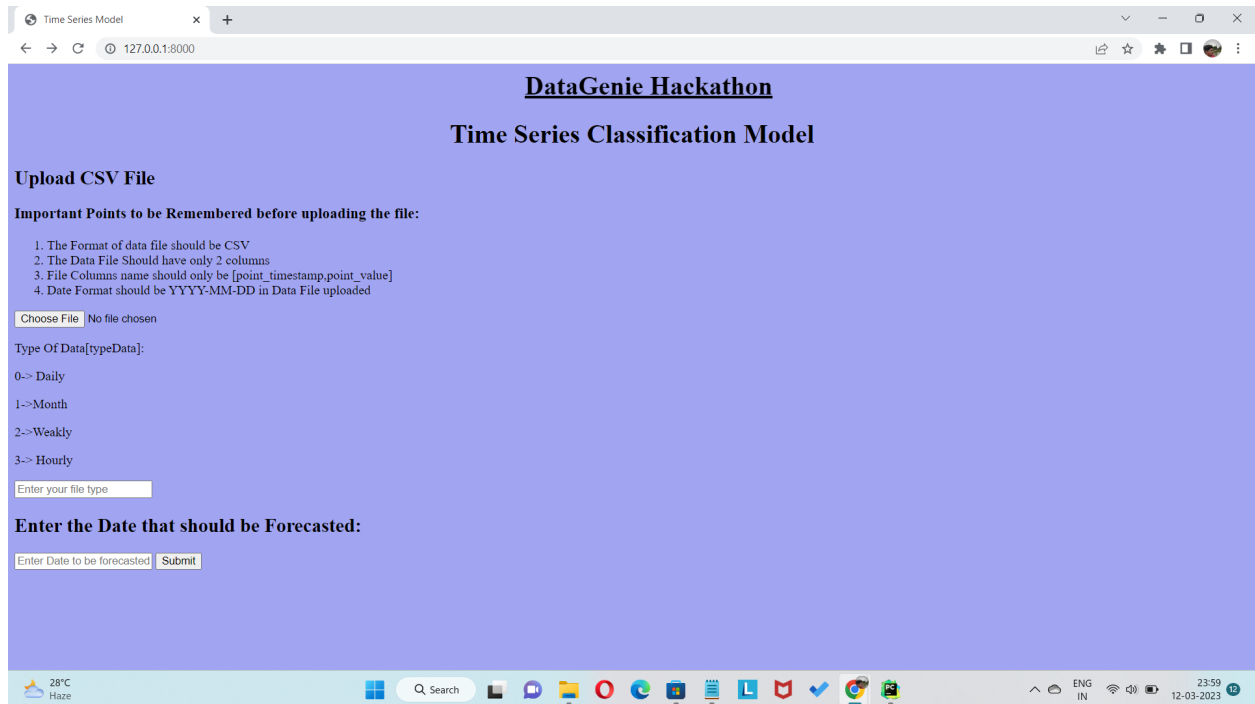 Time Series Model
127.0.0.1:8000
DataGenie Hackathon
Time Series Classification Model
Upload CSV File
Important Points to be Remembered before uploading the file:
1. The Format of data file should be CSV
2. The Data File Should have only 2 columns
3. File Columns name should only be [point_timestamp,point_value]
4. Date Format should be YYYY-MM-DD in Data File uploaded
Choose File No file chosen
Type Of Data[typeData]:
0-> Daily
1->Month
2->Weakly
3-> Hourly
Enter your file type
Enter the Date that should be Forecasted:
Enter Date to be forecasted Submit
28°C
Haze
Search
L
PC
ENG
IN
23:59
12-03-2023
12